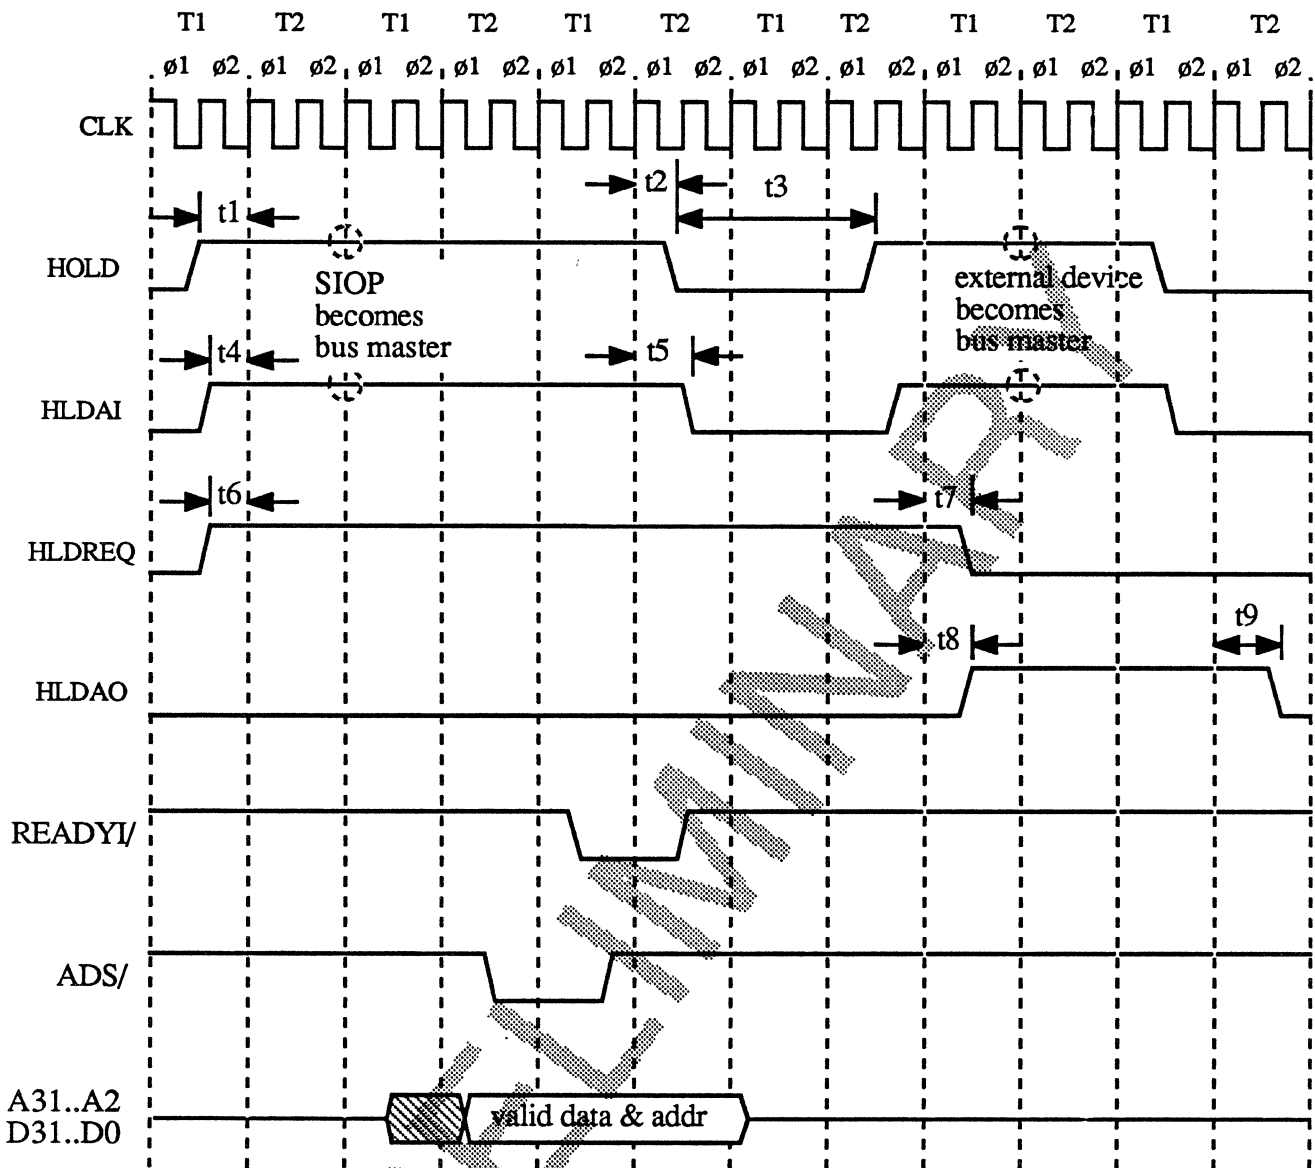 T1 T2 T1 T2 T1 T2 T1 T2 T1 T2 T1 T2
ø1 ø2 ø1 ø2 ø1 ø2 ø1 ø2 ø1 ø2 ø1 ø2 ø1 ø2 ø1 ø2 ø1 ø2 ø1 ø2 ø1 ø2 ø1 ø2
CLK
t2 t3
t1
HOLD
SIOP
becomes
bus master
external device
becomes
bus master
t4 t5
HLDAI
t6 t7
HLDREQ
t8 t9
HLDAO
READYI/
ADS/
A31..A2
D31..D0
valid data & addr